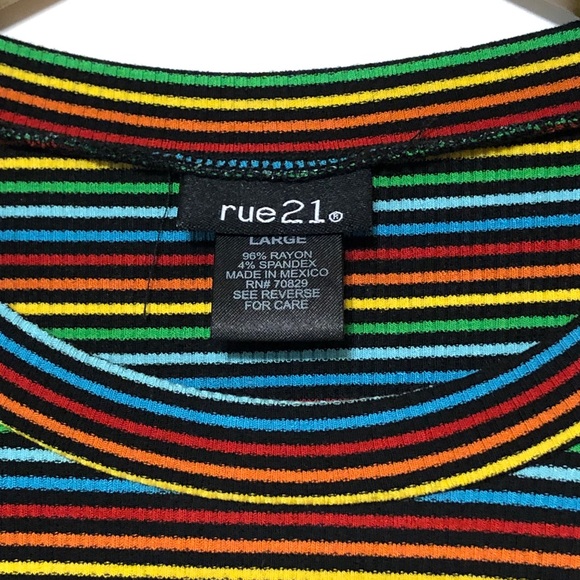 rue21®
LARGE
96% RAYON
4% SPANDEX
MADE IN MEXICO
RN# 70829
SEE REVERSE
FOR CARE